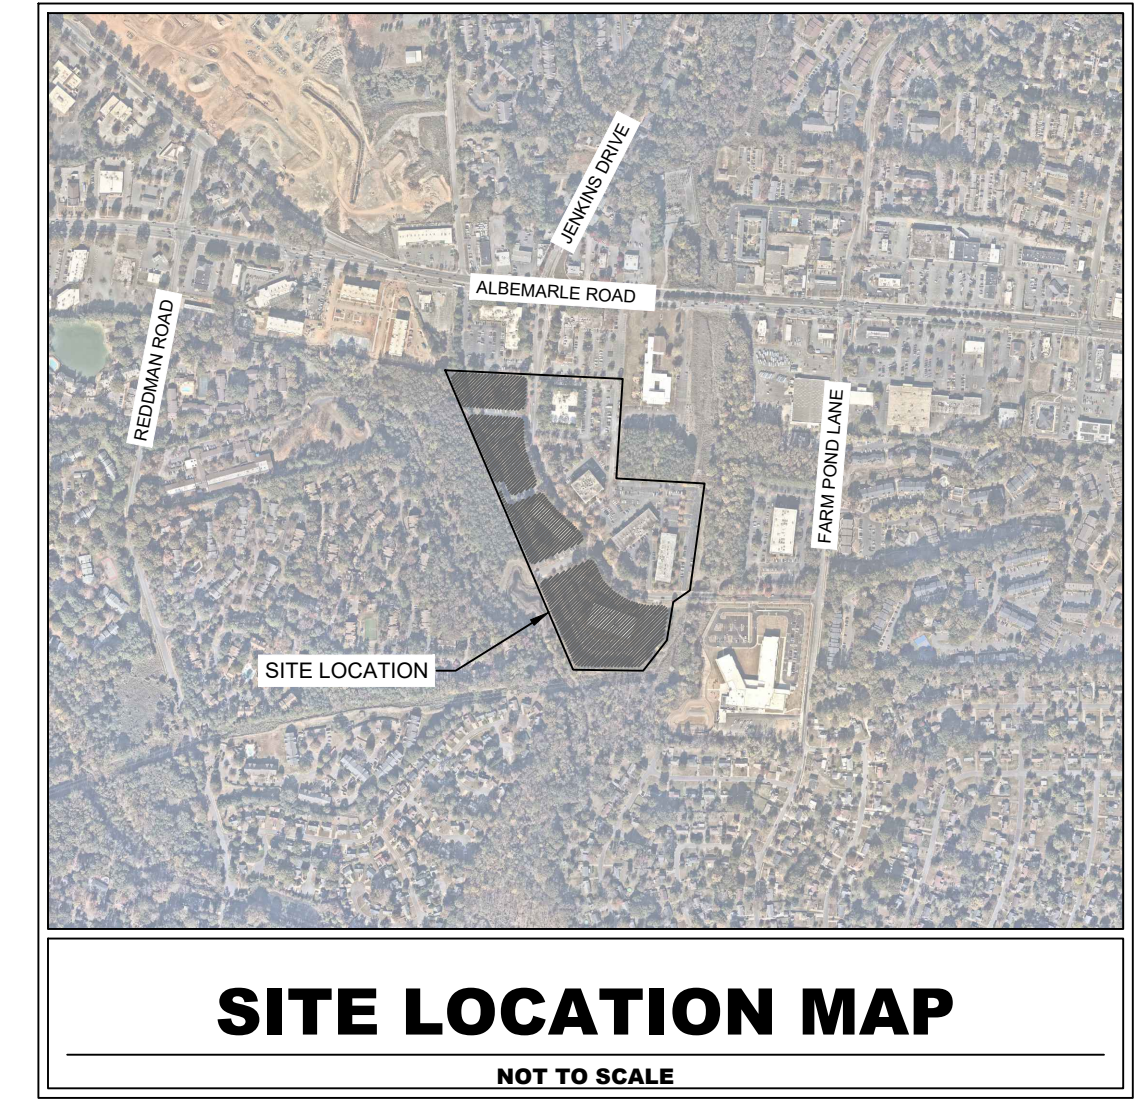 JENKINS DRIVE
ALBEMARLE ROAD
REDDMAN ROAD
FARM POND LANE
SITE LOCATION
SITE LOCATION MAP
NOT TO SCALE